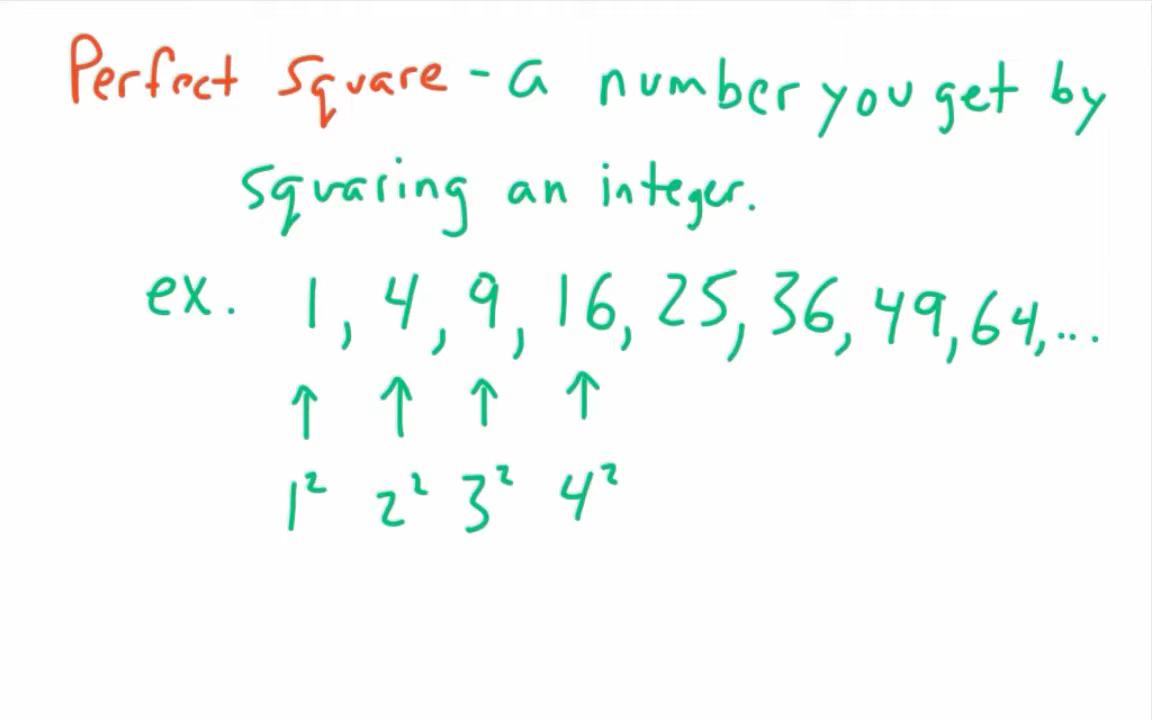 Perfect Square - a number you get by
squaring an integer.
ex. 1, 4, 9, 16, 25, 36, 49, 64, ...
↑ ↑ ↑ ↑
1² 2² 3² 4²